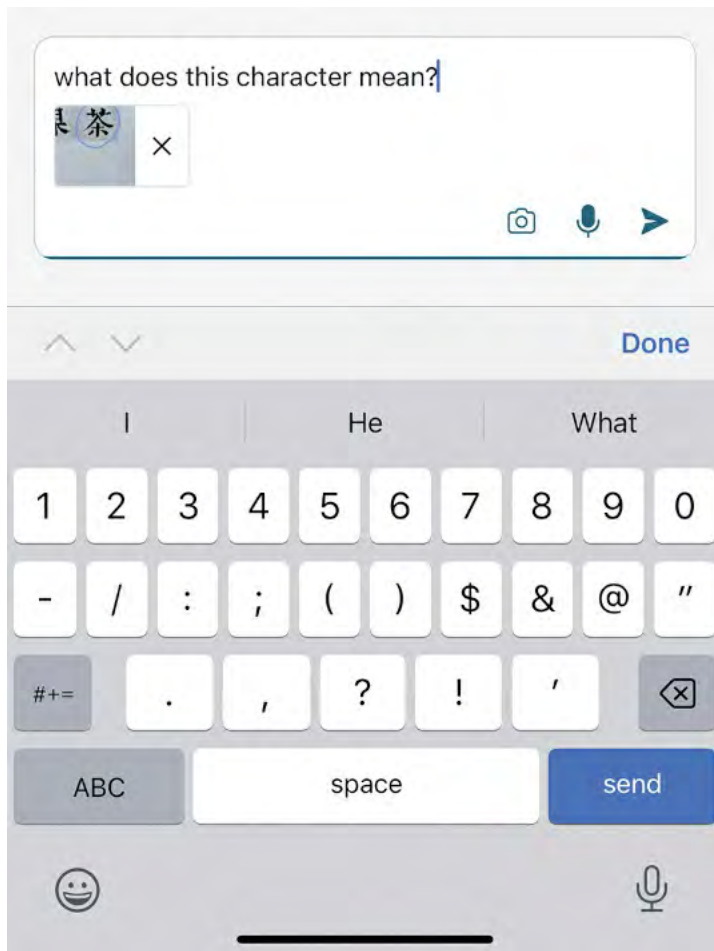 what does this character mean?
茶
Done
I He What
1 2 3 4 5 6 7 8 9 0
- / : ; ( ) $ & @ "
#+= . , ? ! '
ABC space send